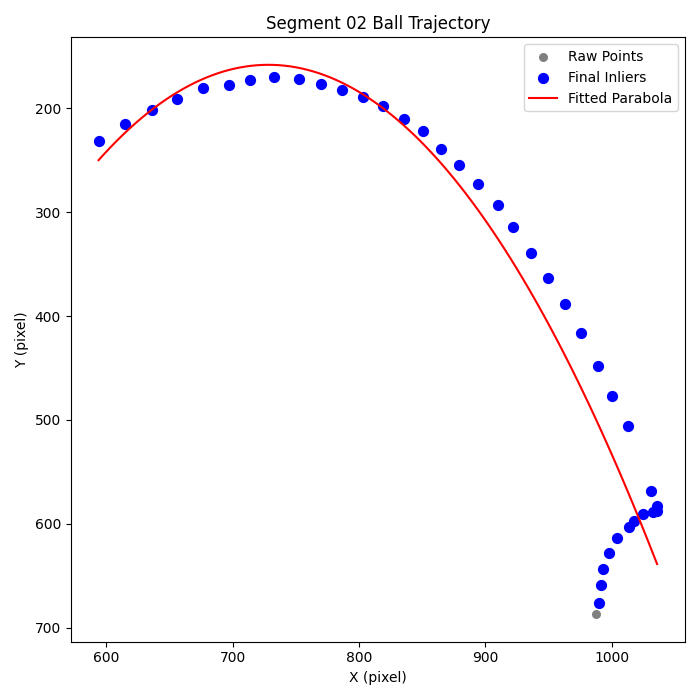 Segment 02 Ball Trajectory
Raw Points
Final Inliers
Fitted Parabola
Y (pixel)
200
300
400
500
600
700
600 700 800 900 1000
X (pixel)